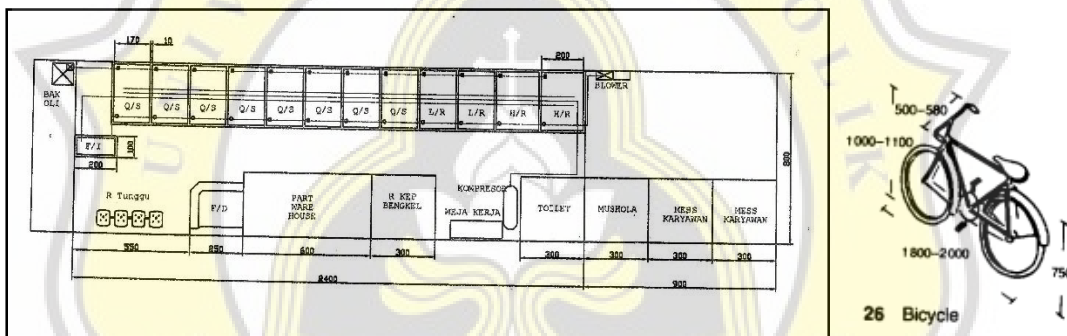 170 10
200
BAK
OLI
BLOWER
Q/S Q/S Q/S Q/S Q/S Q/S Q/S Q/S L/R L/R H/R H/R
F/I
100
200
800
R Tunggu
F/D
PART
WARE
HOUSE
R KEP
BENGKEL
KOMPRESOR
MEJA KERJA
TOILET
MUSHOLA
MESS
KARYAWAN
MESS
KARYAWAN
550 250 600 300 300 300 300 300
2400 900
500–580
1000–1100
1800–2000
750
26 Bicycle